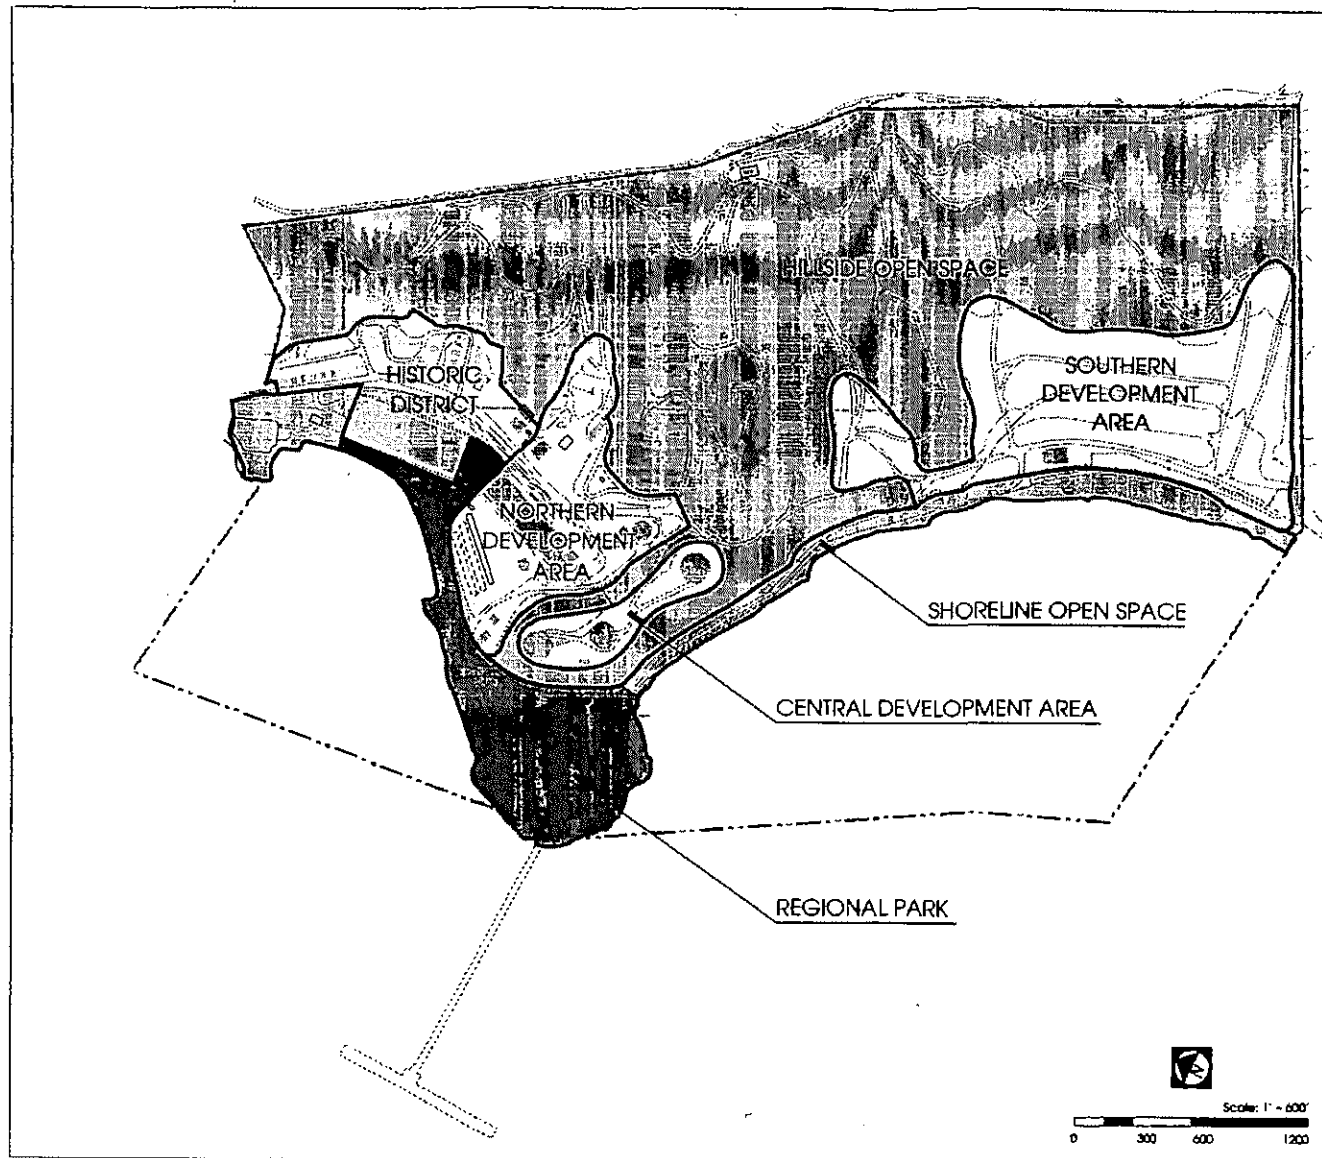 HILLSIDE OPEN SPACE
HISTORIC
DISTRICT
SOUTHERN
DEVELOPMENT
AREA
NORTHERN
DEVELOPMENT
AREA
SHORELINE OPEN SPACE
CENTRAL DEVELOPMENT AREA
REGIONAL PARK
Scale: 1" = 600'
0 300 600 1200